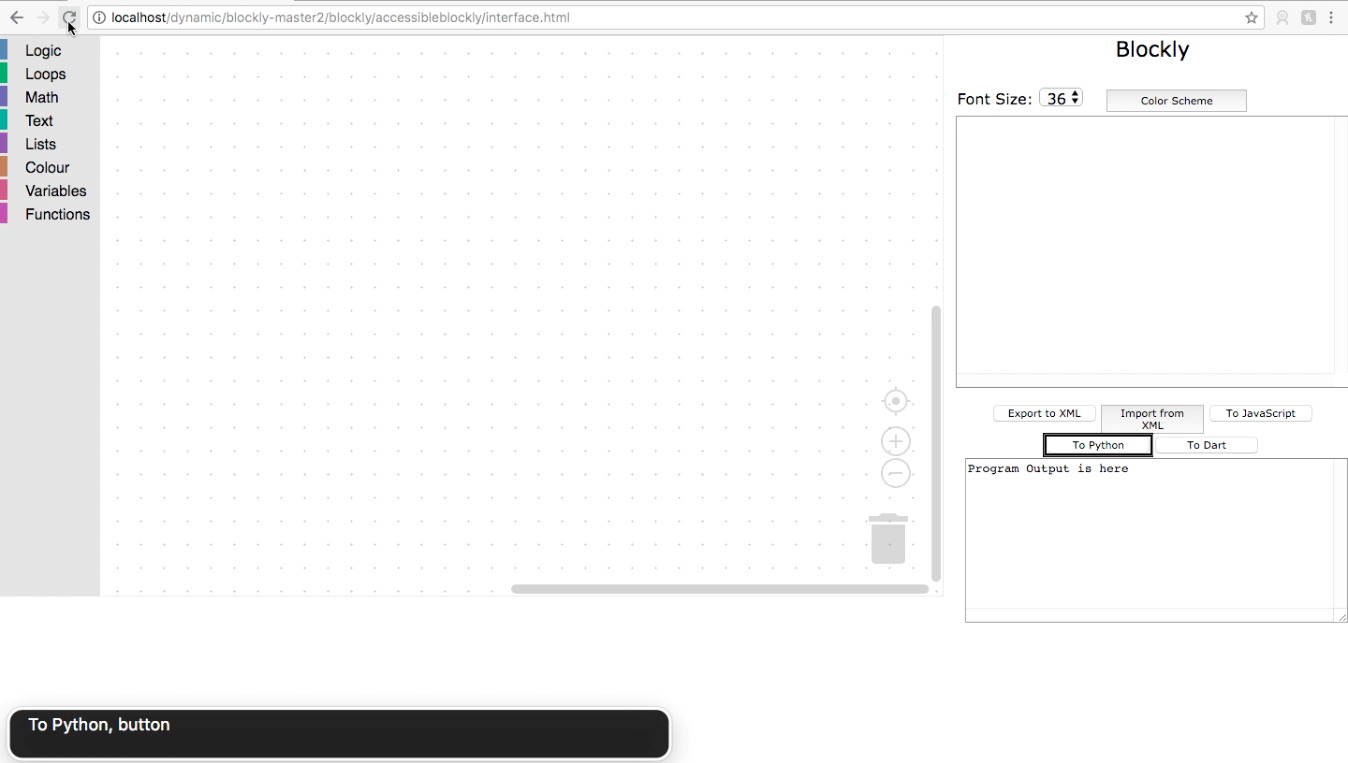 localhost/dynamic/blockly-master2/blockly/accessibleblockly/interface.html
Logic
Loops
Math
Text
Lists
Colour
Variables
Functions
Blockly
Font Size: 36 Color Scheme
Export to XML
Import from
XML
To JavaScript
To Python
To Dart
Program Output is here
To Python, button